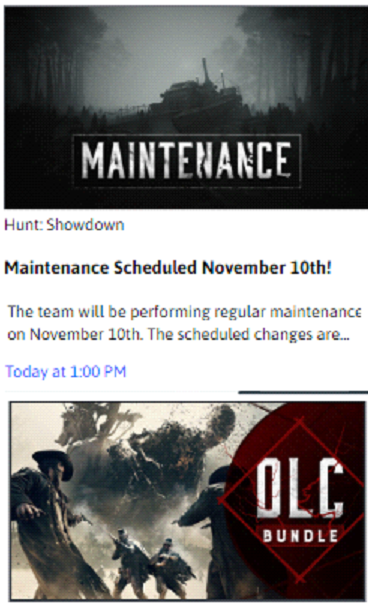 MAINTENANCE
Hunt: Showdown
Maintenance Scheduled November 10th!
The team will be performing regular maintenance
on November 10th. The scheduled changes are...
Today at 1:00 PM
DLC
BUNDLE